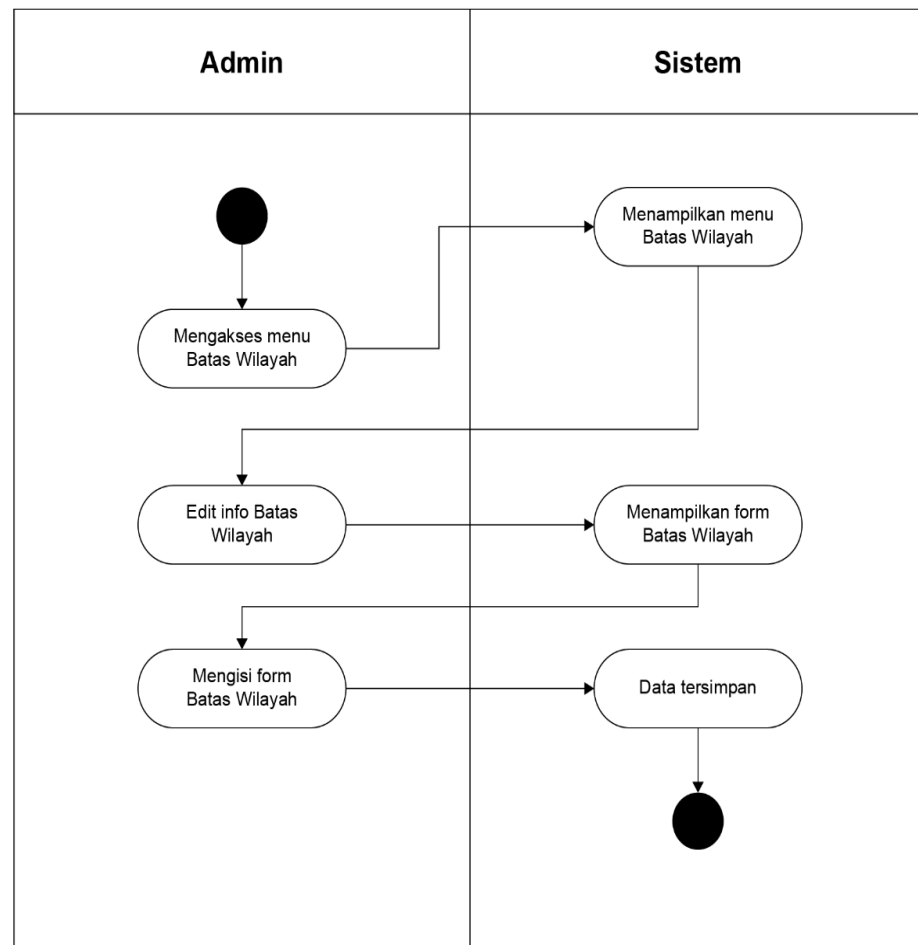 Admin
Sistem
Menampilkan menu
Batas Wilayah
Mengakses menu
Batas Wilayah
Edit info Batas
Wilayah
Menampilkan form
Batas Wilayah
Mengisi form
Batas Wilayah
Data tersimpan